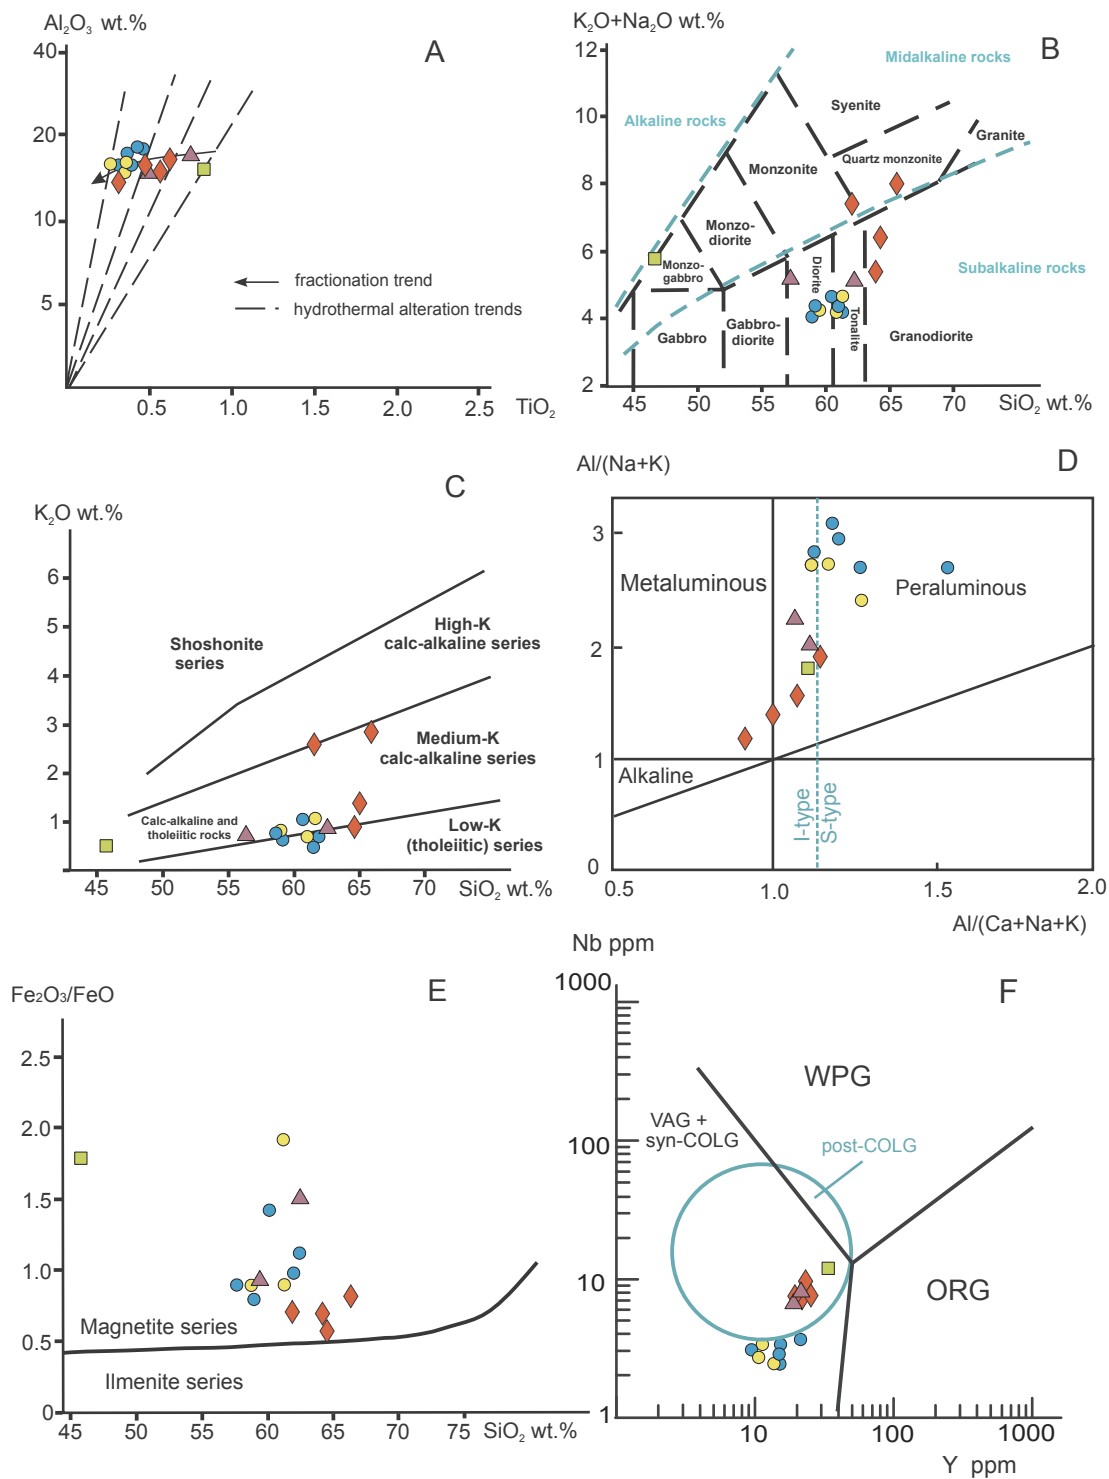 Al₂O₃ wt.%
A
40
20
10
5
fractionation trend
hydrothermal alteration trends
0.5 1.0 1.5 2.0 2.5
TiO₂
K₂O+Na₂O wt.%
B
12
10
8
6
4
2
Midalkaline rocks
Alkaline rocks
Syenite
Granite
Quartz monzonite
Monzonite
Monzo-
diorite
Monzo-
gabbro
Subalkaline rocks
Gabbro
Gabbro-
diorite
Diorite
Tonalite
Granodiorite
45 50 55 60 65 70
SiO₂ wt.%
C
K₂O wt.%
6
5
4
3
2
1
Shoshonite
series
High-K
calc-alkaline series
Medium-K
calc-alkaline series
Calc-alkaline and
tholeiitic rocks
Low-K
(tholeiitic) series
45 50 55 60 65 70
SiO₂ wt.%
Al/(Na+K)
D
3
2
1
0
Metaluminous
Peraluminous
Alkaline
I-type
S-type
0.5 1.0 1.5 2.0
Al/(Ca+Na+K)
Fe₂O₃/FeO
E
2.5
2.0
1.5
1.0
0.5
0
Magnetite series
Ilmenite series
45 50 55 60 65 70 75
SiO₂ wt.%
Nb ppm
F
1000
100
10
1
WPG
VAG +
syn-COLG
post-COLG
ORG
10 100 1000
Y ppm